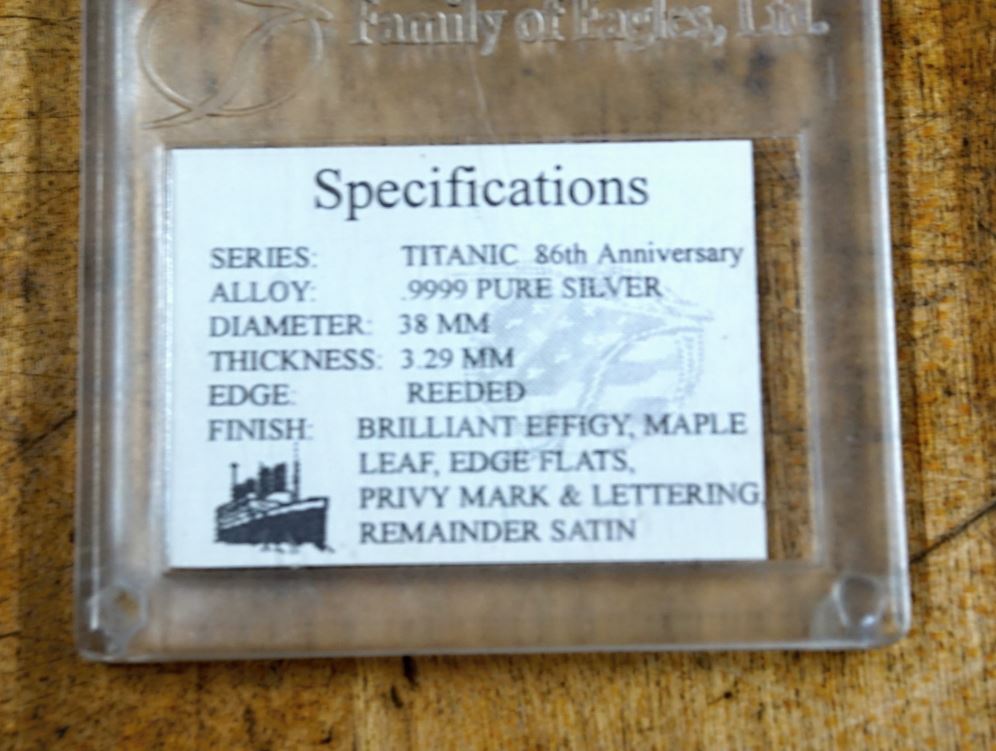 Family of Eagles, Ltd.
Specifications
SERIES: TITANIC 86th Anniversary
ALLOY: .9999 PURE SILVER
DIAMETER: 38 MM
THICKNESS: 3.29 MM
EDGE: REEDED
FINISH: BRILLIANT EFFIGY, MAPLE
LEAF, EDGE FLATS,
PRIVY MARK & LETTERING
REMAINDER SATIN